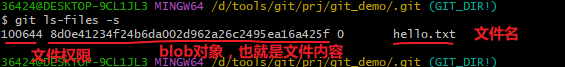 36424@DESKTOP-9CL1JL3 MINGW64 /d/tools/git/prj/git_demo/.git (GIT_DIR!)
$ git ls-files -s
100644 8d0e41234f24b6da002d962a26c2495ea16a425f 0 hello.txt 文件名
文件权限 blob对象,也就是文件内容
36424@DESKTOP-9CL1JL3 MINGW64 /d/tools/git/prj/git_demo/.git (GIT_DIR!)